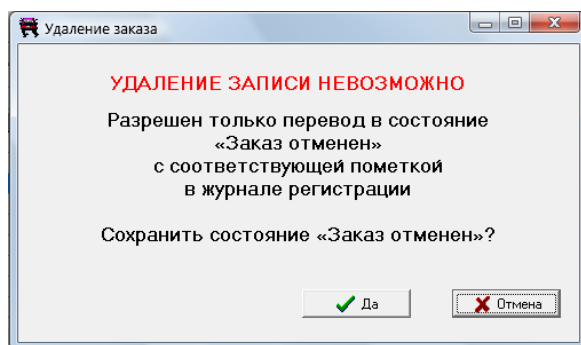 Удаление заказа
УДАЛЕНИЕ ЗАПИСИ НЕВОЗМОЖНО
Разрешен только перевод в состояние
«Заказ отменен»
с соответствующей пометкой
в журнале регистрации
Сохранить состояние «Заказ отменен»?
Да
Отмена